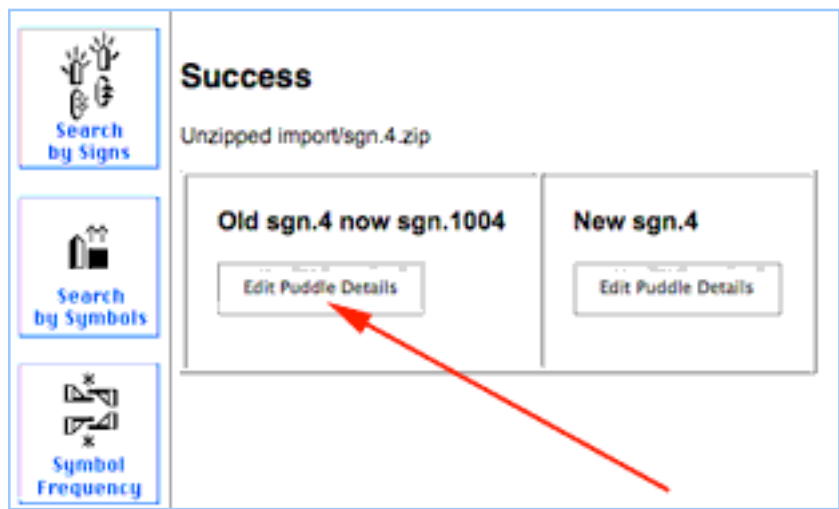 Search
by Signs
Search
by Symbols
Symbol
Frequency
Success
Unzipped import/sgn.4.zip
Old sgn.4 now sgn.1004
Edit Puddle Details
New sgn.4
Edit Puddle Details